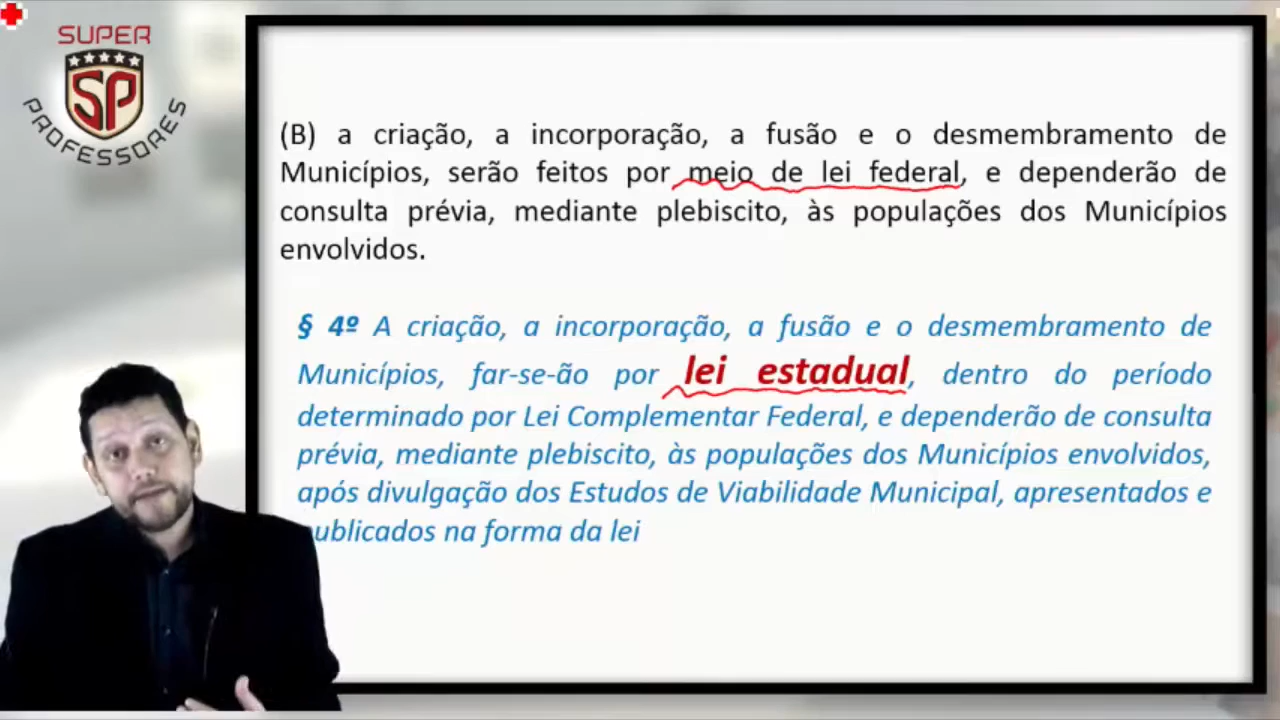 SUPER
SP
PROFESSORES
(B) a criação, a incorporação, a fusão e o desmembramento de
Municípios, serão feitos por meio de lei federal, e dependerão de
consulta prévia, mediante plebiscito, às populações dos Municípios
envolvidos.
§ 4º A criação, a incorporação, a fusão e o desmembramento de
Municípios, far-se-ão por lei estadual, dentro do período
determinado por Lei Complementar Federal, e dependerão de consulta
prévia, mediante plebiscito, às populações dos Municípios envolvidos,
após divulgação dos Estudos de Viabilidade Municipal, apresentados e
ublicados na forma da lei